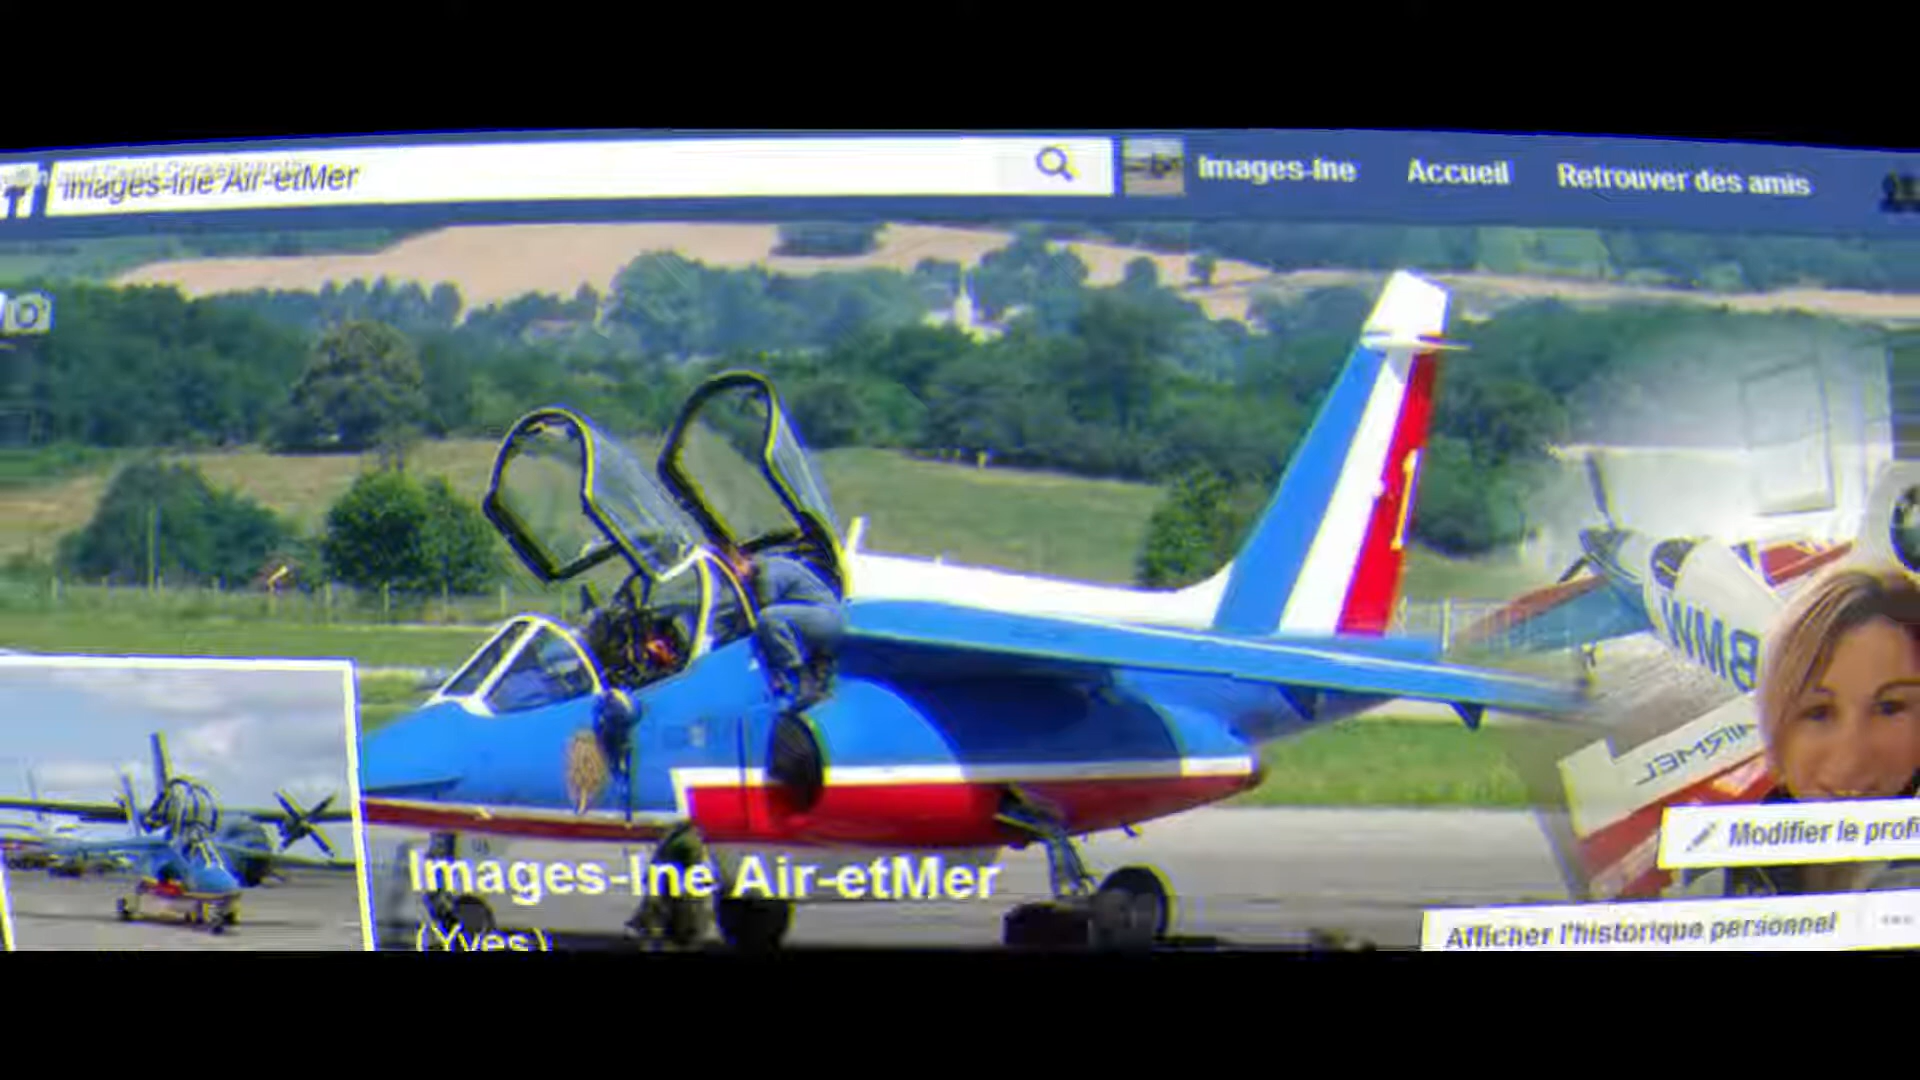 Images-Ine Air-etMer
Images-Ine
Accueil
Retrouver des amis
1
BMW
Modifier le profi
Images-Ine Air-etMer
(Yves)
Afficher l'historique personnel